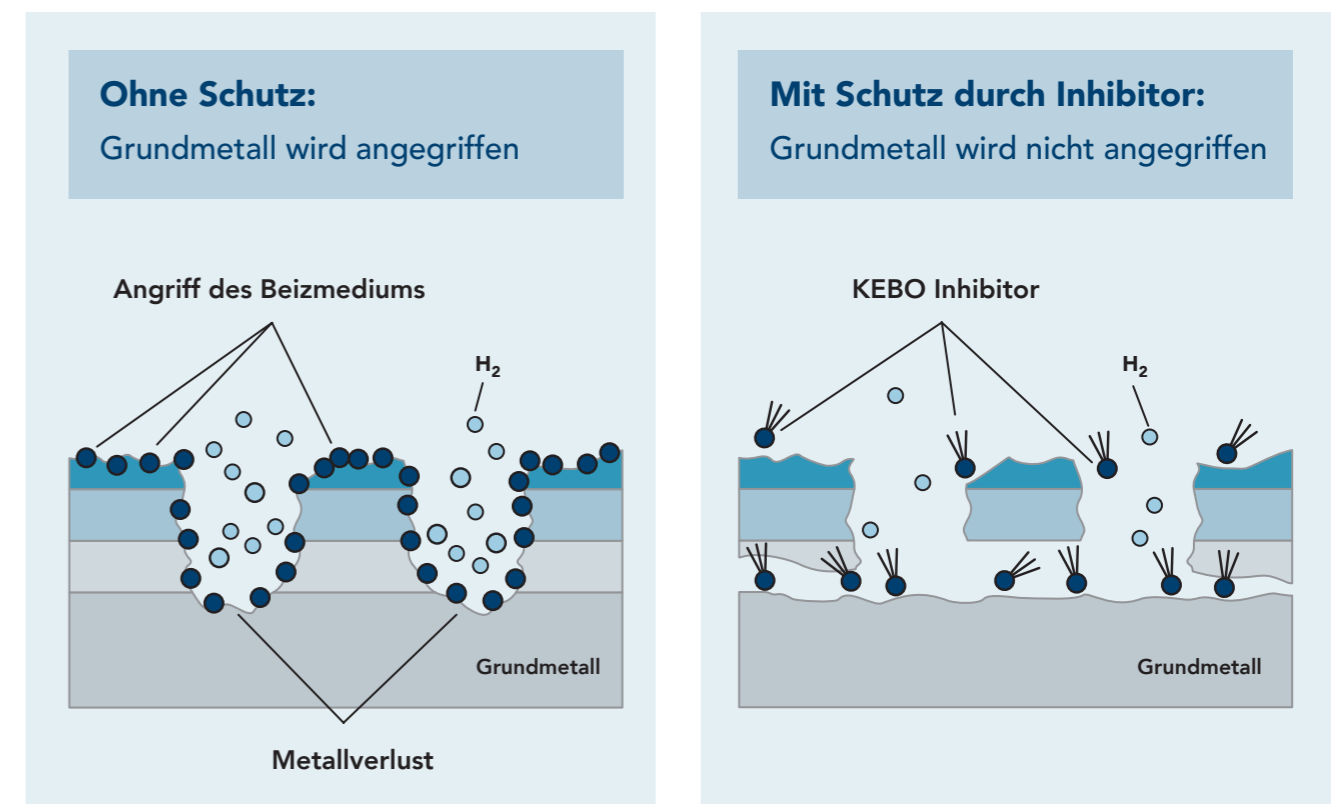 Ohne Schutz:
Grundmetall wird angegriffen
Angriff des Beizmediums
H₂
Grundmetall
Metallverlust
Mit Schutz durch Inhibitor:
Grundmetall wird nicht angegriffen
KEBO Inhibitor
H₂
Grundmetall